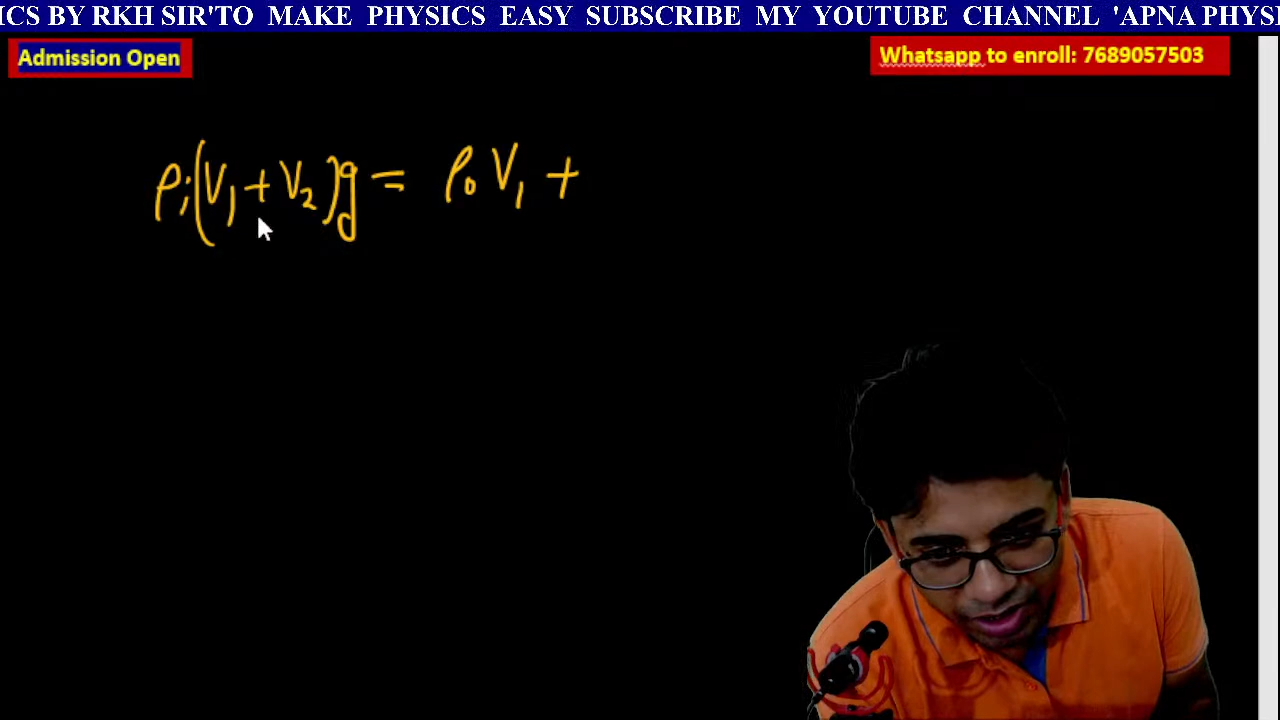 ICS BY RKH SIR'TO MAKE PHYSICS EASY SUBSCRIBE MY YOUTUBE CHANNEL 'APNA PHYSI
Admission Open
Whatsapp to enroll: 7689057503
ρi(V₁+V₂)g = ρ₀V₁ +